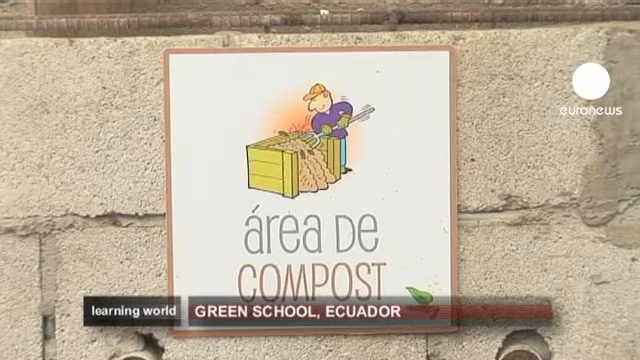 euronews
área DE
COMPOST
learning world
GREEN SCHOOL, ECUADOR